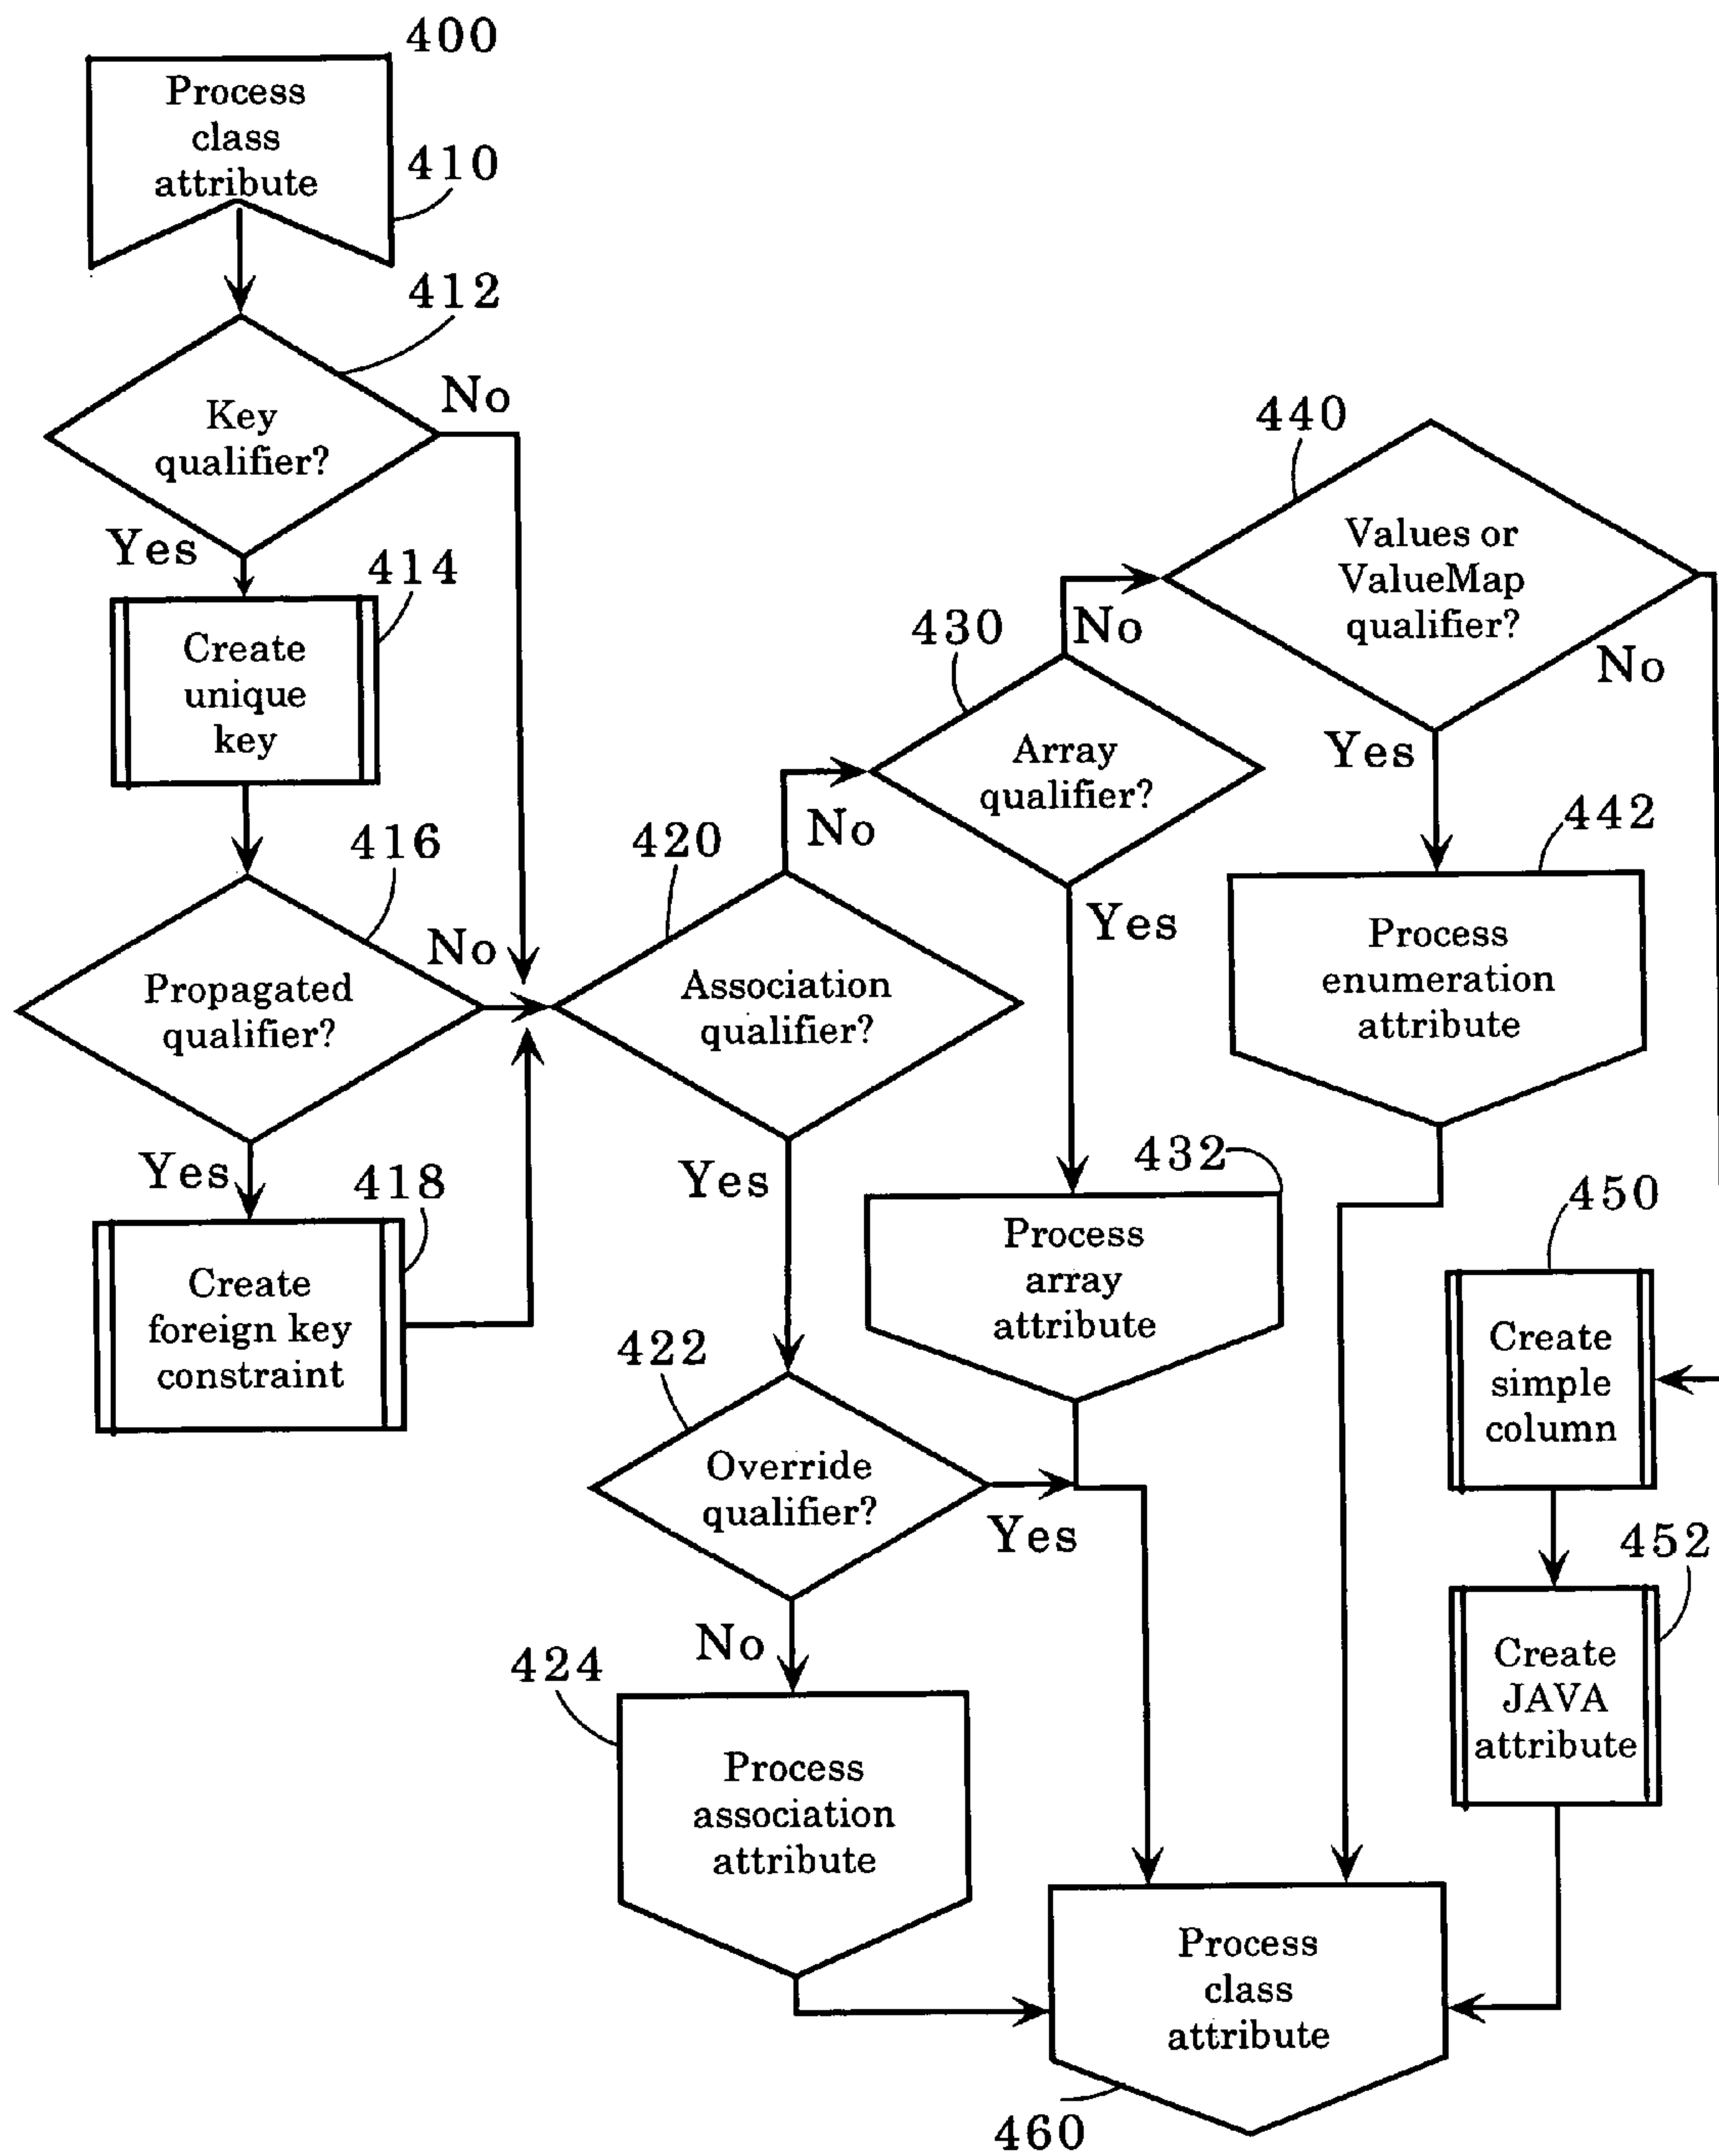 400
Process
class
attribute
410
412
Key
qualifier?
No
Yes
414
Create
unique
key
416
Propagated
qualifier?
No
Yes
418
Create
foreign key
constraint
420
Association
qualifier?
No
Yes
422
Override
qualifier?
Yes
No
424
Process
association
attribute
430
Array
qualifier?
No
Yes
432
Process
array
attribute
440
Values or
ValueMap
qualifier?
No
Yes
442
Process
enumeration
attribute
450
Create
simple
column
452
Create
JAVA
attribute
Process
class
attribute
460